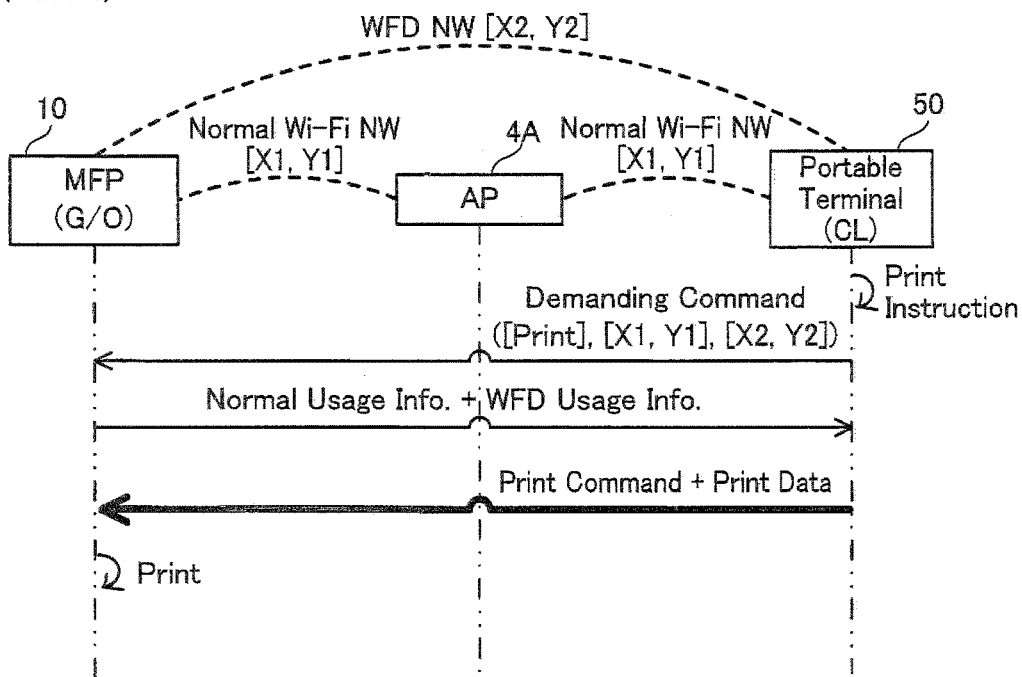 WFD NW [X2, Y2]
10
50
Normal Wi-Fi NW
[X1, Y1]
4A
Normal Wi-Fi NW
[X1, Y1]
MFP
(G/O)
AP
Portable
Terminal
(CL)
Print
Instruction
Demanding Command
([Print], [X1, Y1], [X2, Y2])
Normal Usage Info. + WFD Usage Info.
Print Command + Print Data
Print